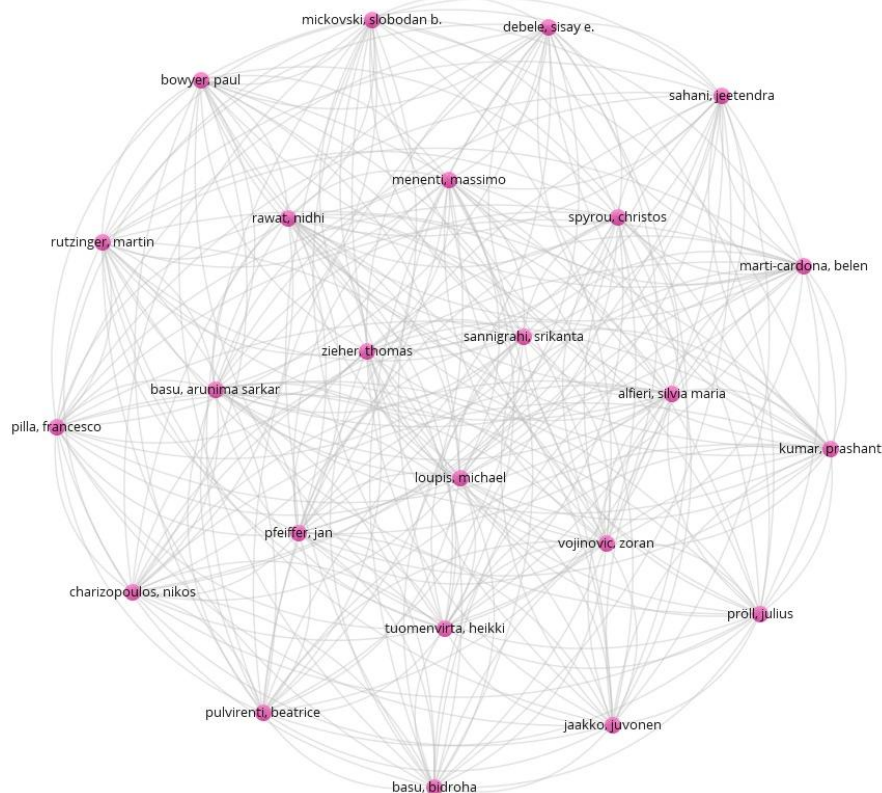 mickovski, slobodan b.
debele, sisay e.
bowyer, paul
sahani, jeetendra
menenti, massimo
rawat, nidhi
spyrou, christos
rutzinger, martin
marti-cardona, belen
sannigrahi, srikanta
zieher, thomas
basu, arunima sarkar
alfieri, silvia maria
pilla, francesco
kumar, prashant
loupis, michael
pfeiffer, jan
vojinovic, zoran
charizopoulos, nikos
pröll, julius
tuomenvirta, heikki
pulvirenti, beatrice
jaakko, juvonen
basu, bidroha